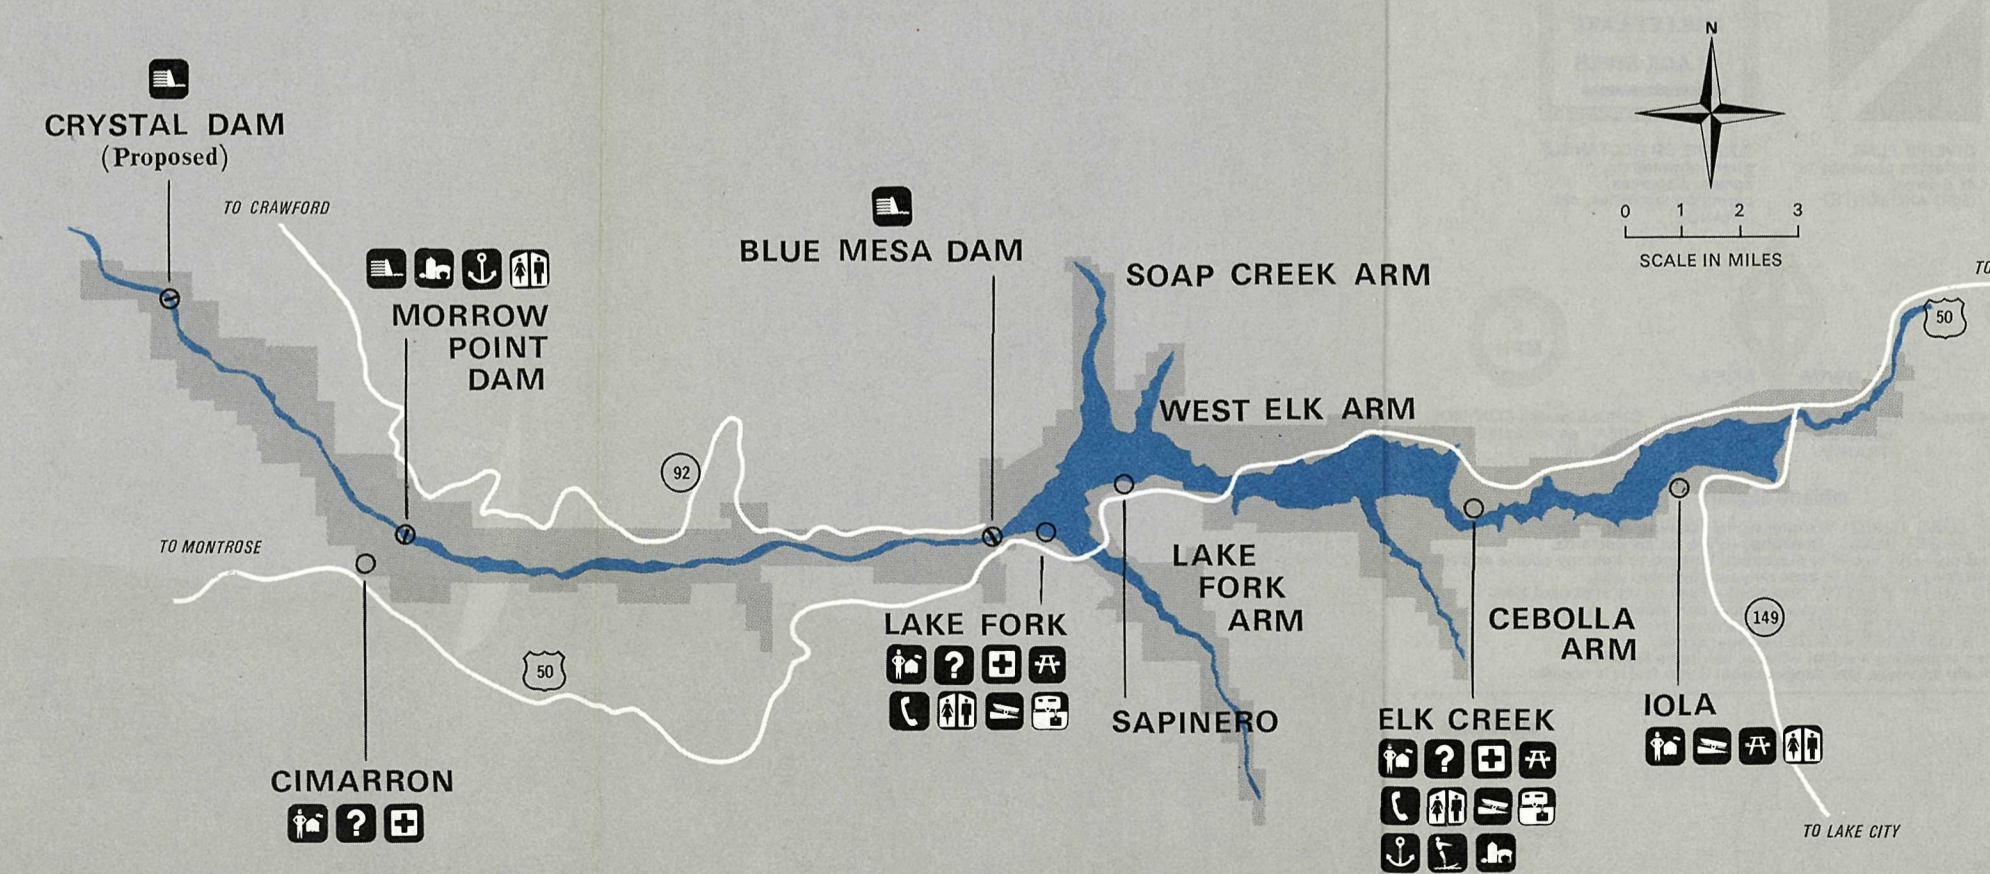 N
0 1 2 3
SCALE IN MILES
CRYSTAL DAM
(Proposed)
TO CRAWFORD
MORROW
POINT
DAM
BLUE MESA DAM
SOAP CREEK ARM
WEST ELK ARM
TO
50
92
TO MONTROSE
50
LAKE FORK
?
LAKE
FORK
ARM
SAPINERO
CEBOLLA
ARM
149
ELK CREEK
?
IOLA
CIMARRON
?
TO LAKE CITY